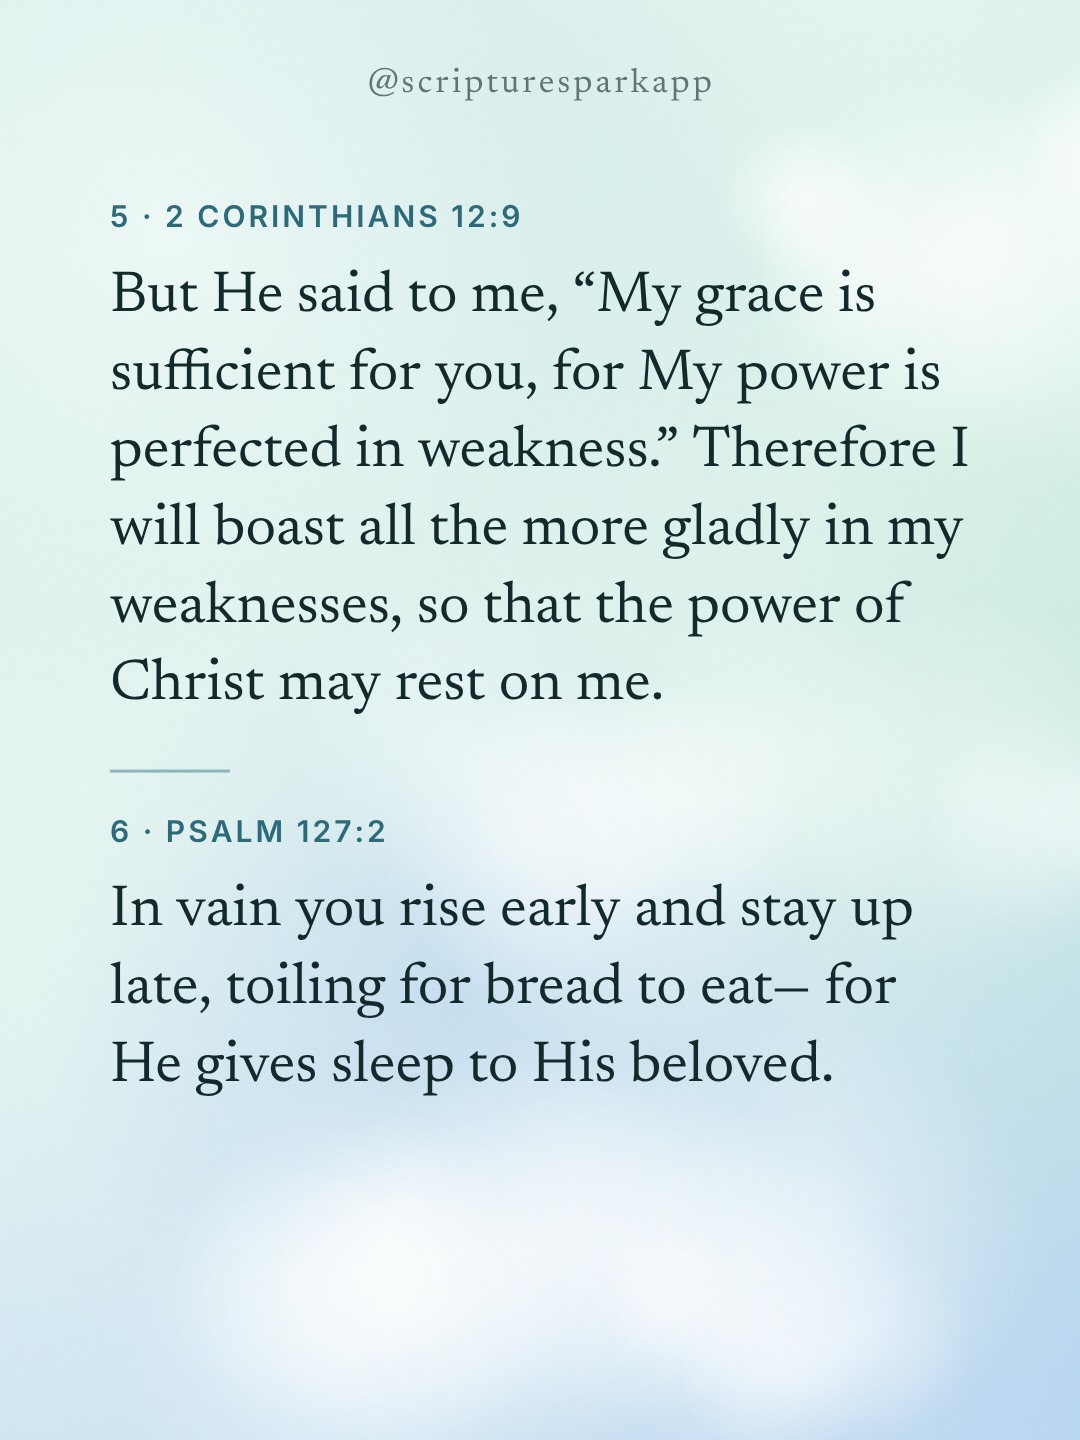 @scripturesparkapp
5 · 2 CORINTHIANS 12:9
But He said to me, “My grace is
sufficient for you, for My power is
perfected in weakness.” Therefore I
will boast all the more gladly in my
weaknesses, so that the power of
Christ may rest on me.
6 · PSALM 127:2
In vain you rise early and stay up
late, toiling for bread to eat— for
He gives sleep to His beloved.